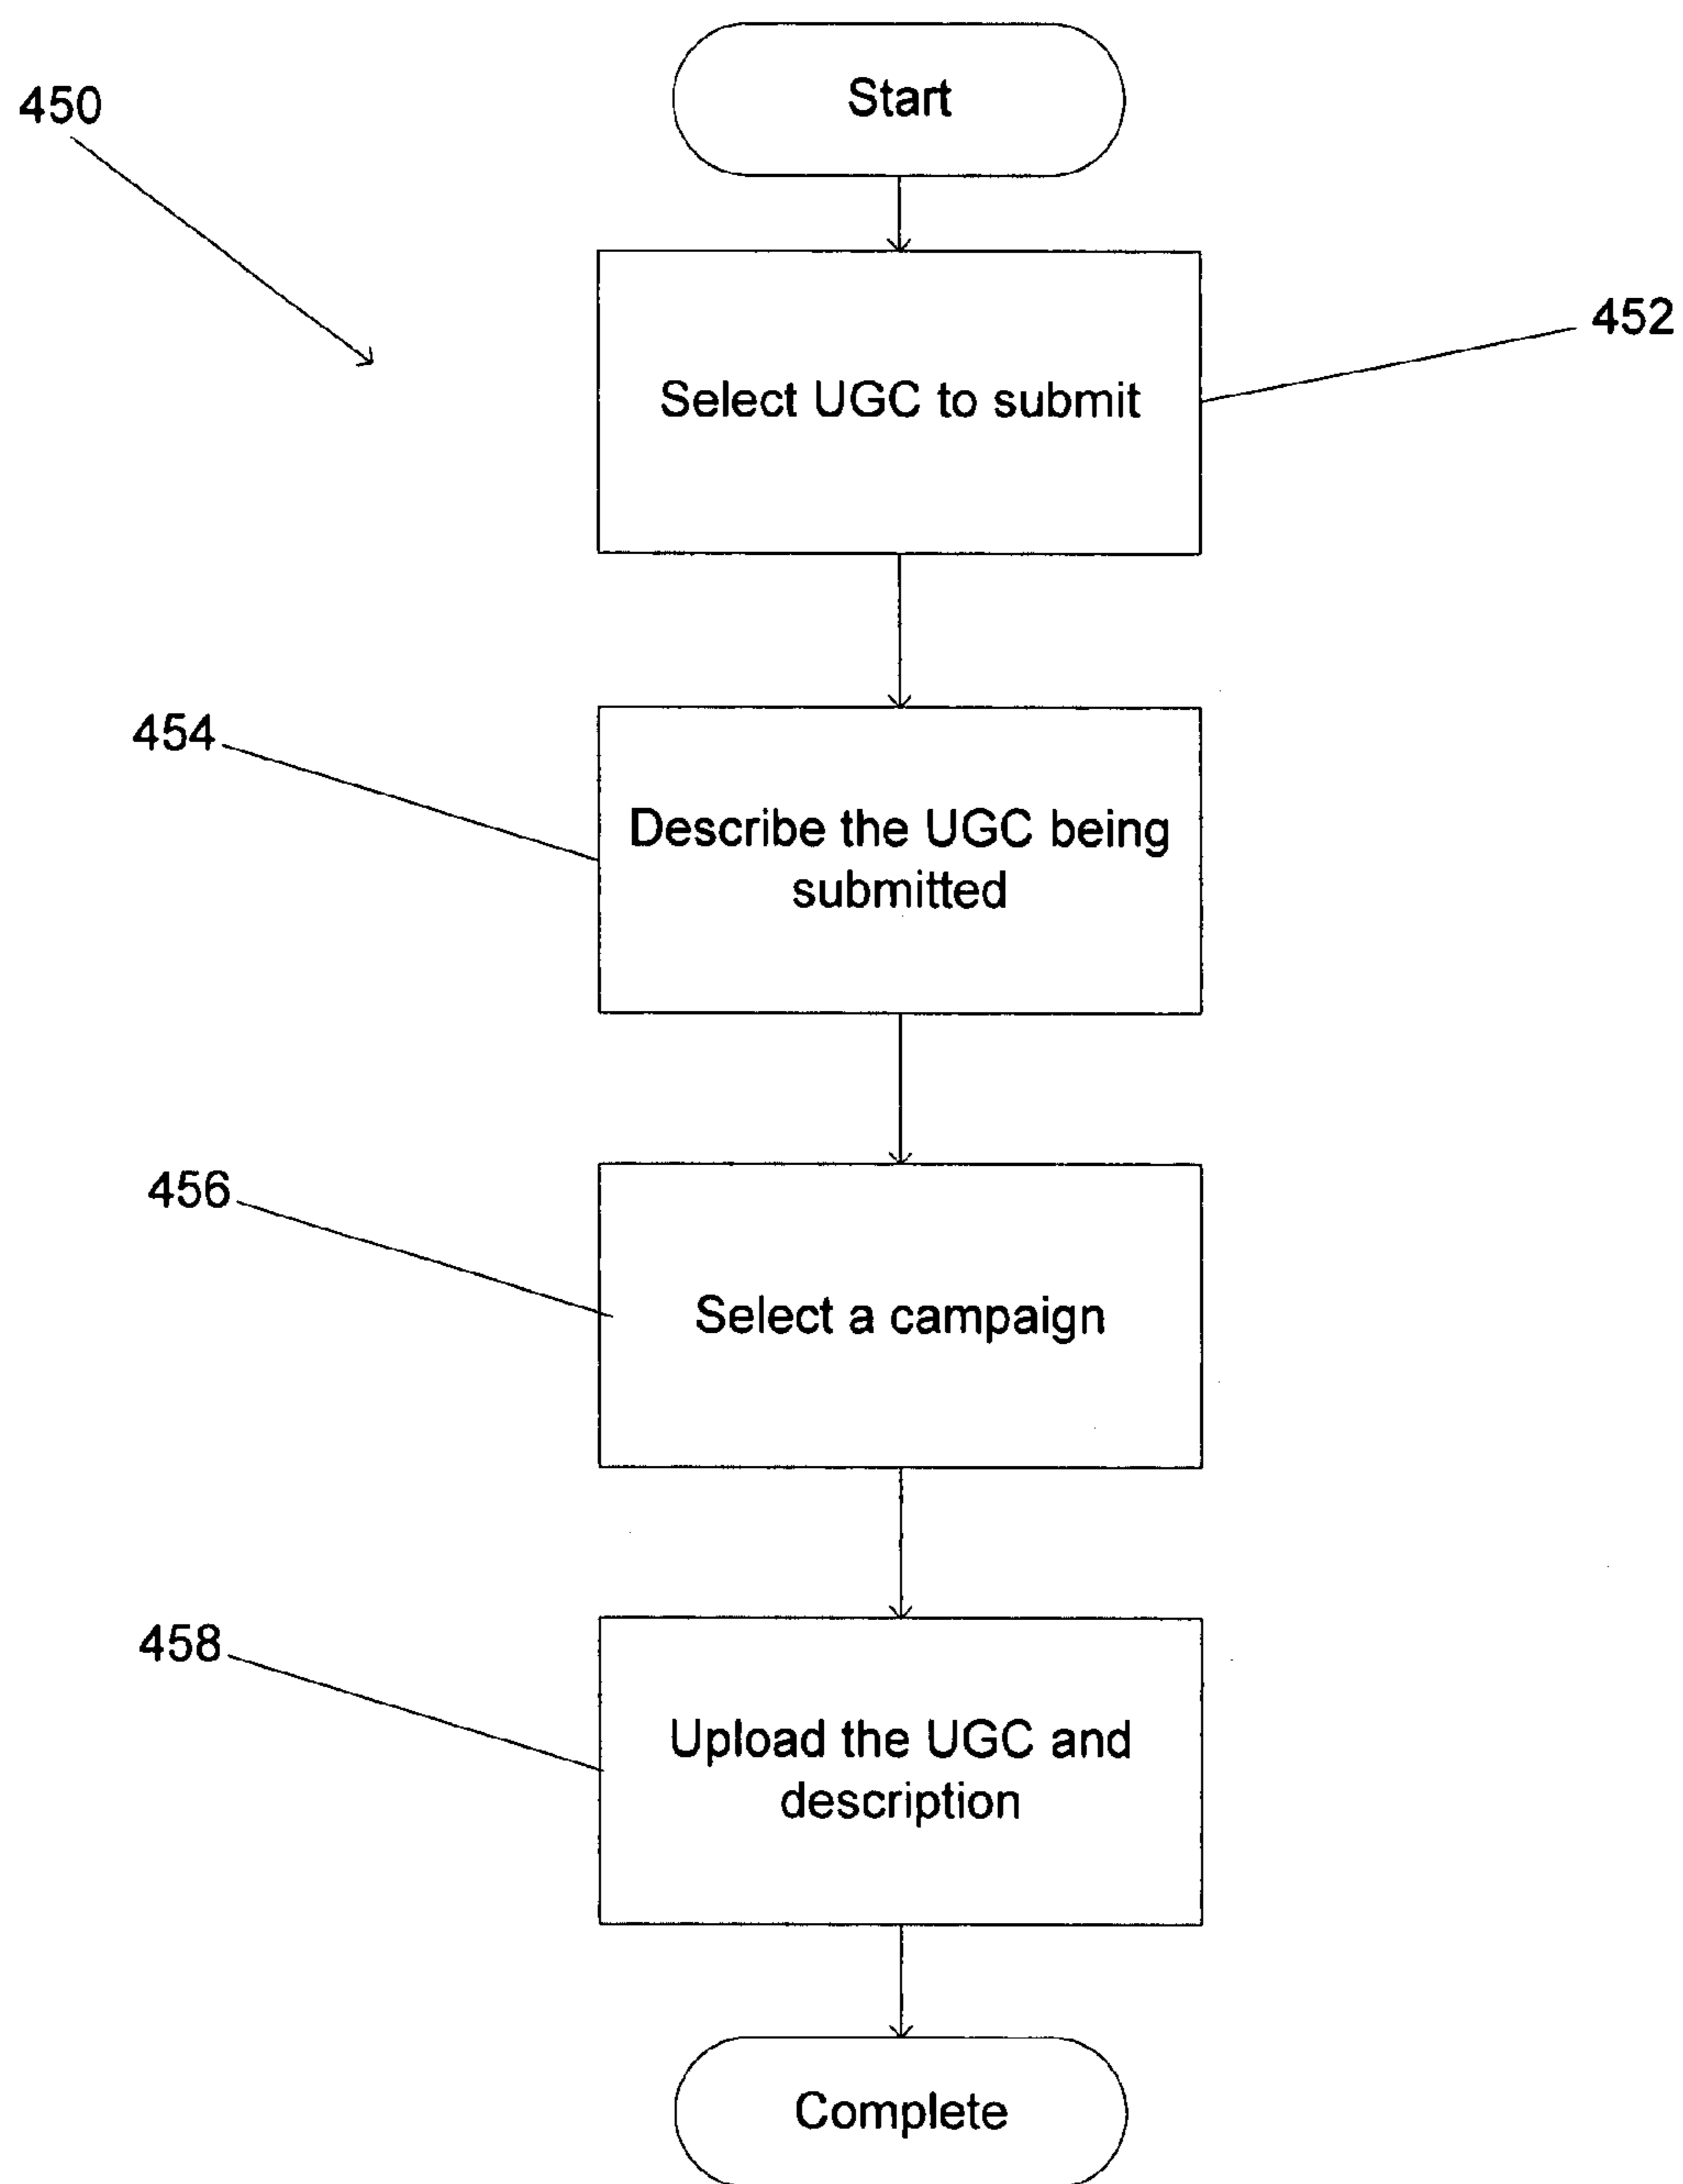 Start
450
Select UGC to submit
452
454
Describe the UGC being
submitted
456
Select a campaign
458
Upload the UGC and
description
Complete